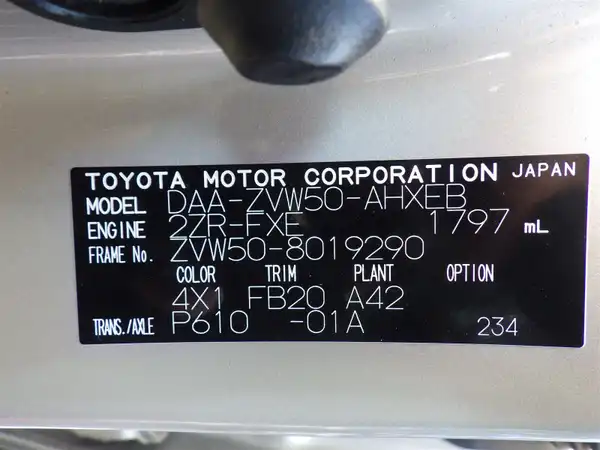 TOYOTA MOTOR CORPORATION JAPAN
MODEL DAA-ZVW50-AHXEB
ENGINE 2ZR-FXE 1797 mL
FRAME No. ZVW50-8019290
COLOR TRIM PLANT OPTION
4X1 FB20 A42
TRANS./AXLE P610 -01A 234